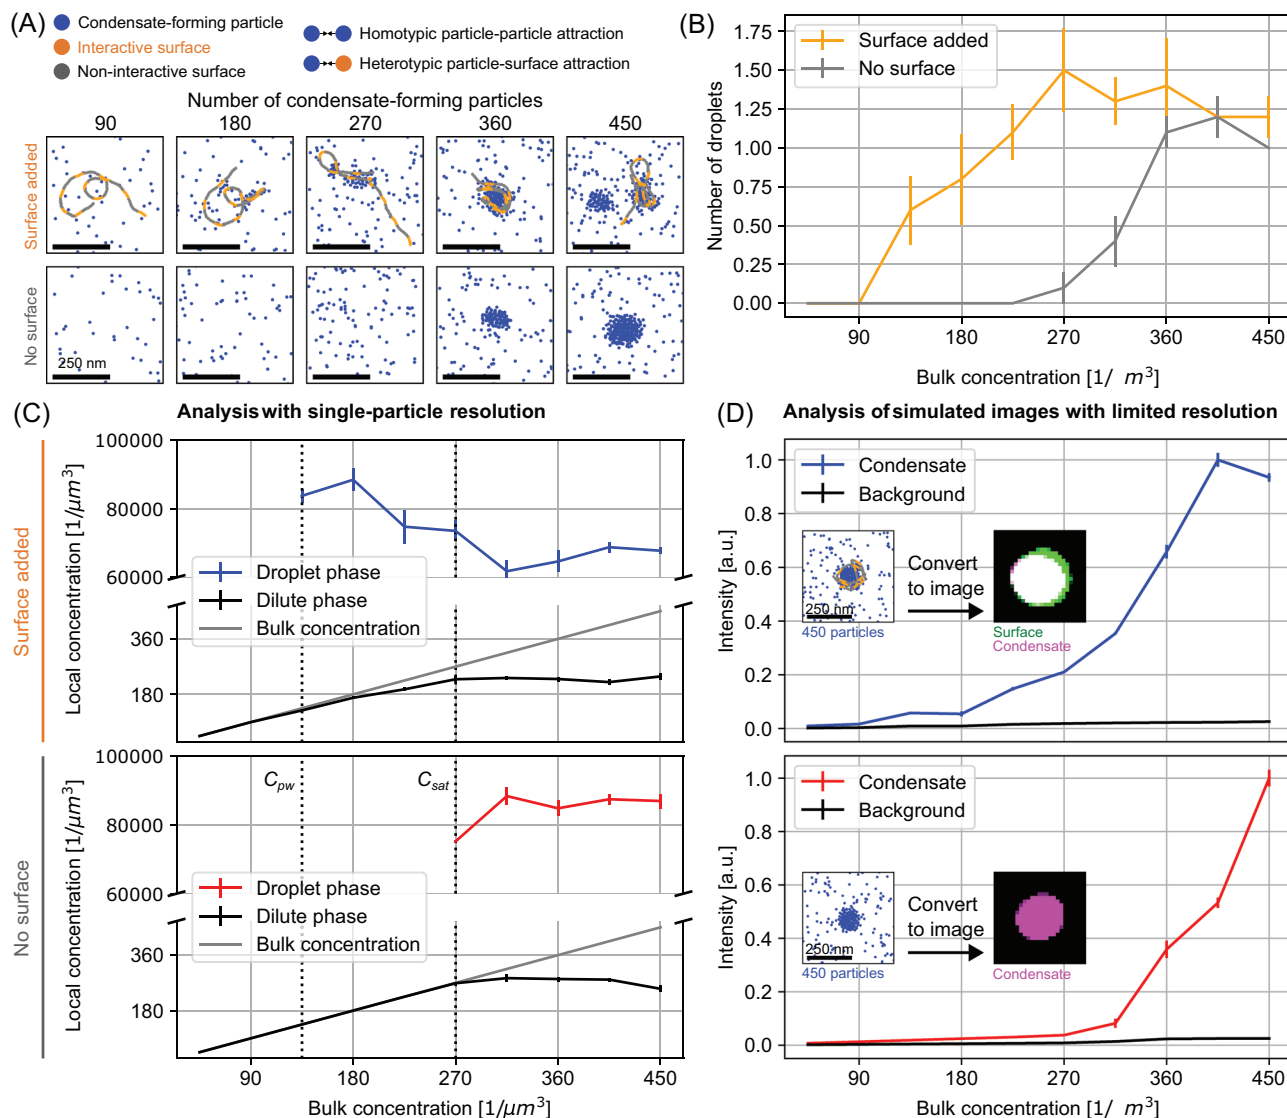 (A)
Condensate-forming particle
Interactive surface
Non-interactive surface
Homotypic particle-particle attraction
Heterotypic particle-surface attraction
Number of condensate-forming particles
90 180 270 360 450
Surface added
No surface
250 nm
(B)
Surface added
No surface
Number of droplets
1.75
1.50
1.25
1.00
0.75
0.50
0.25
0.00
90 180 270 360 450
Bulk concentration [1/ m³]
(C) Analysis with single-particle resolution
Surface added
Local concentration [1/μm³]
100000
80000
60000
360
180
Droplet phase
Dilute phase
Bulk concentration
No surface
Local concentration [1/μm³]
100000
80000
60000
360
180
C_pw
C_sat
Droplet phase
Dilute phase
Bulk concentration
90 180 270 360 450
Bulk concentration [1/μm³]
(D) Analysis of simulated images with limited resolution
Intensity [a.u.]
1.0
0.8
0.6
0.4
0.2
0.0
Condensate
Background
250 nm
450 particles
Convert
to image
Surface
Condensate
Intensity [a.u.]
1.0
0.8
0.6
0.4
0.2
0.0
Condensate
Background
250 nm
450 particles
Convert
to image
Condensate
90 180 270 360 450
Bulk concentration [1/ m³]